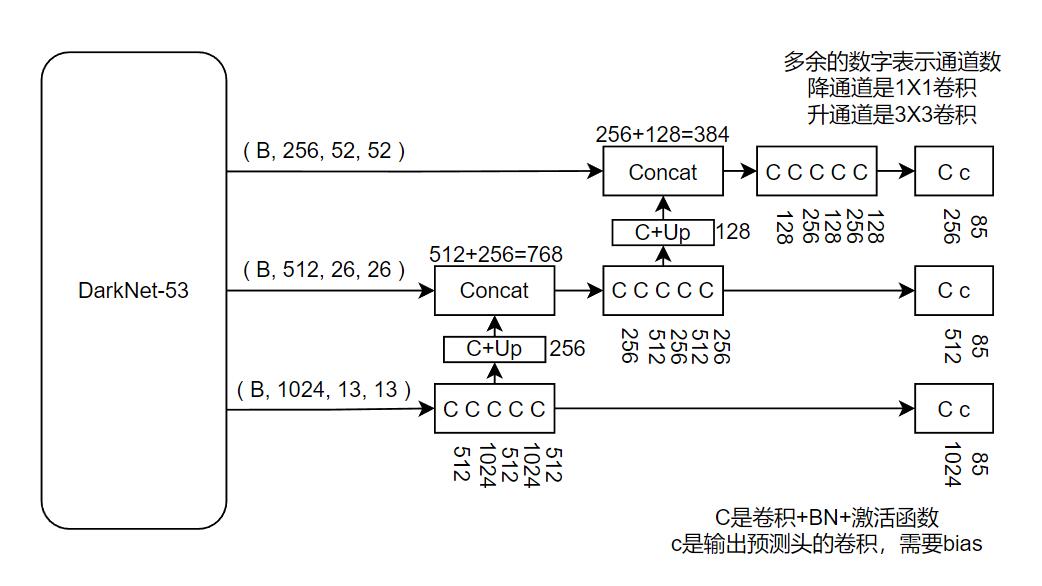 多余的数字表示通道数
降通道是1X1卷积
升通道是3X3卷积
256+128=384
( B, 256, 52, 52 )
Concat
C C C C C
C c
128
256
128
256
128
256
85
C+Up
128
512+256=768
( B, 512, 26, 26 )
DarkNet-53
Concat
C C C C C
C c
256
512
256
512
256
512
85
C+Up
256
( B, 1024, 13, 13 )
C C C C C
C c
512
1024
512
1024
512
1024
85
C是卷积+BN+激活函数
c是输出预测头的卷积，需要bias